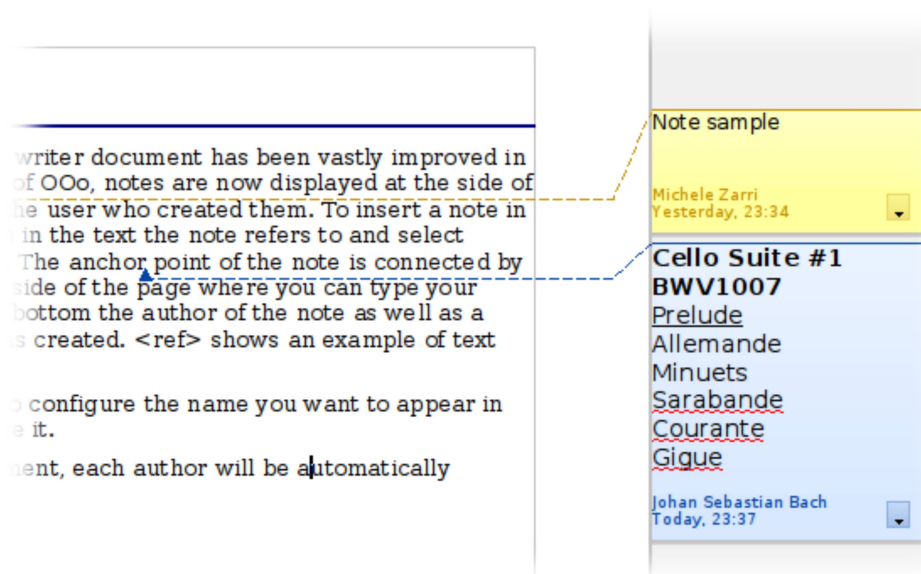 writer document has been vastly improved in
of OOo, notes are now displayed at the side of
he user who created them. To insert a note in
in the text the note refers to and select
The anchor point of the note is connected by
side of the page where you can type your
bottom the author of the note as well as a
s created. <ref> shows an example of text
o configure the name you want to appear in
e it.
ment, each author will be automatically
Note sample
Michele Zarri
Yesterday, 23:34
Cello Suite #1
BWV1007
Prelude
Allemande
Minuets
Sarabande
Courante
Gigue
Johan Sebastian Bach
Today, 23:37